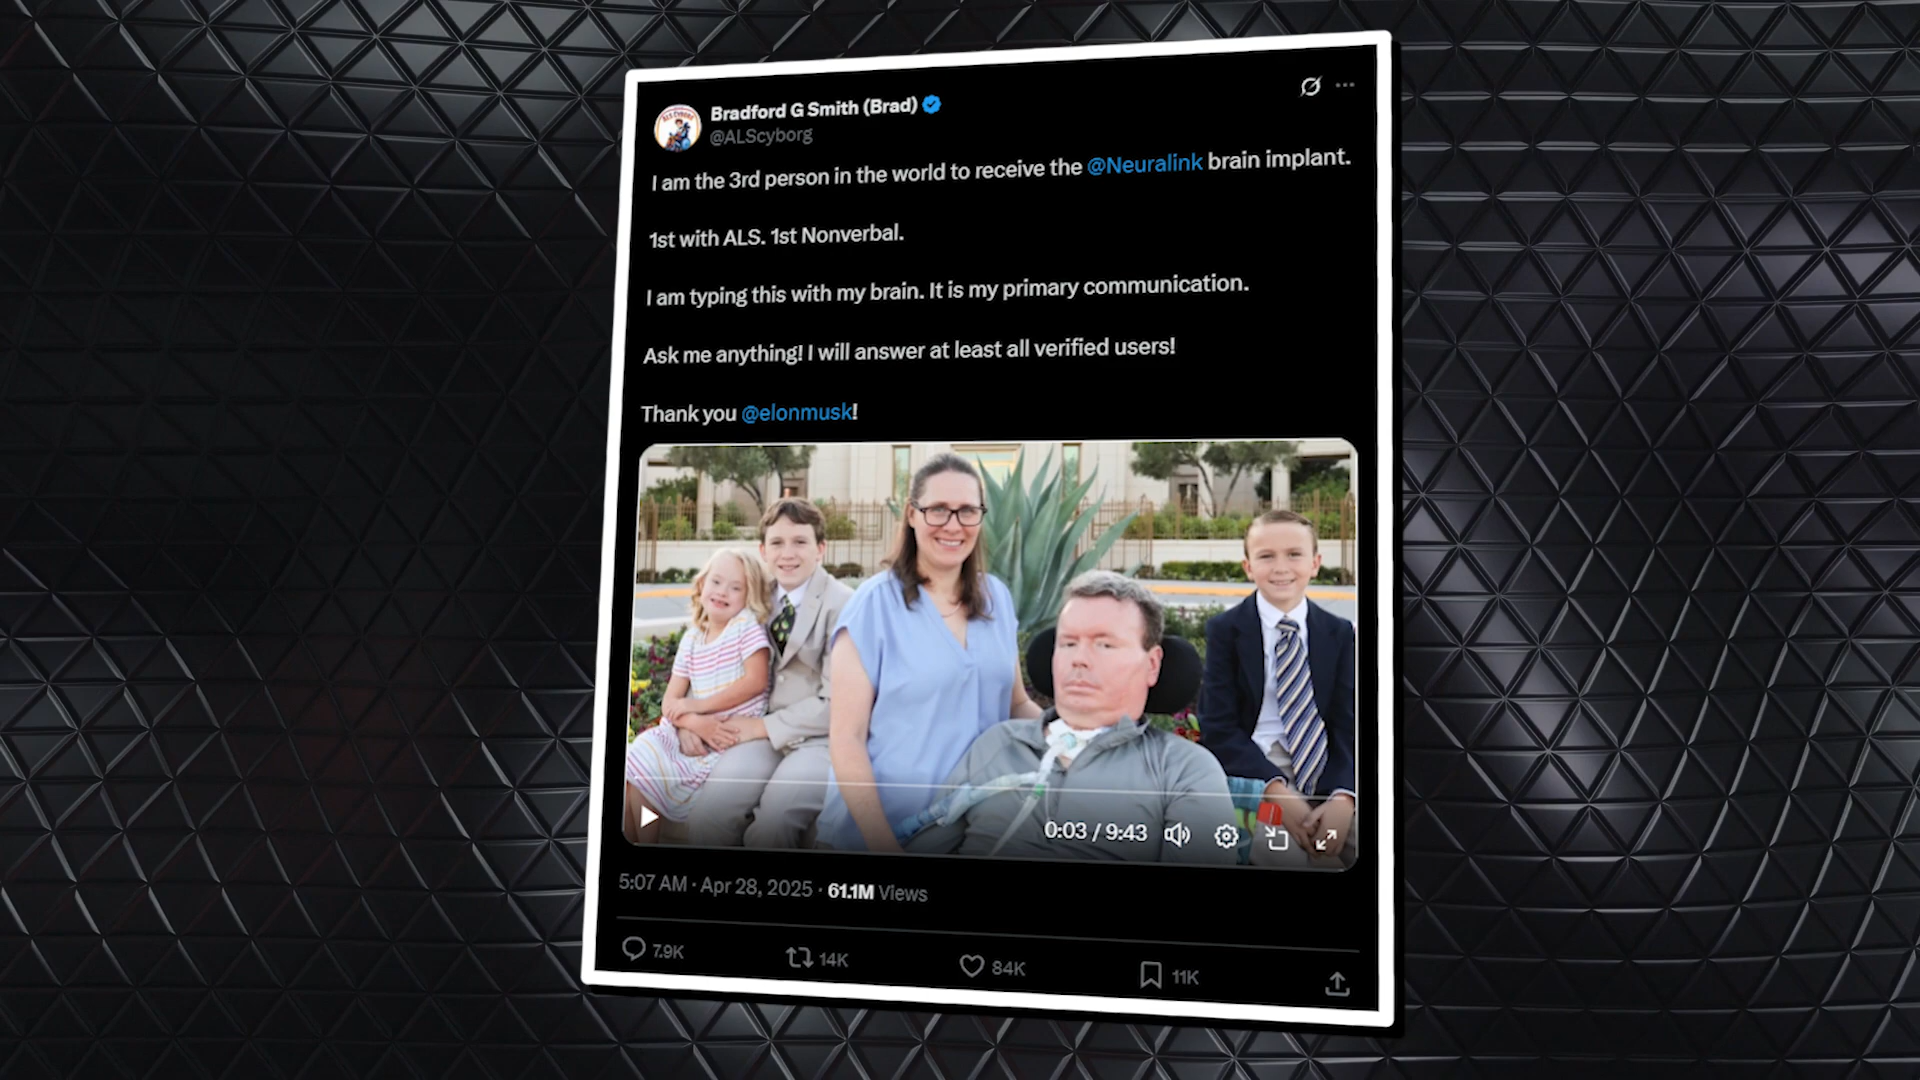 Bradford G Smith (Brad)
@ALScyborg
I am the 3rd person in the world to receive the @Neuralink brain implant.
1st with ALS. 1st Nonverbal.
I am typing this with my brain. It is my primary communication.
Ask me anything! I will answer at least all verified users!
Thank you @elonmusk!
0:03 / 9:43
5:07 AM · Apr 28, 2025 · 61.1M Views
7.9K 14K 84K 11K